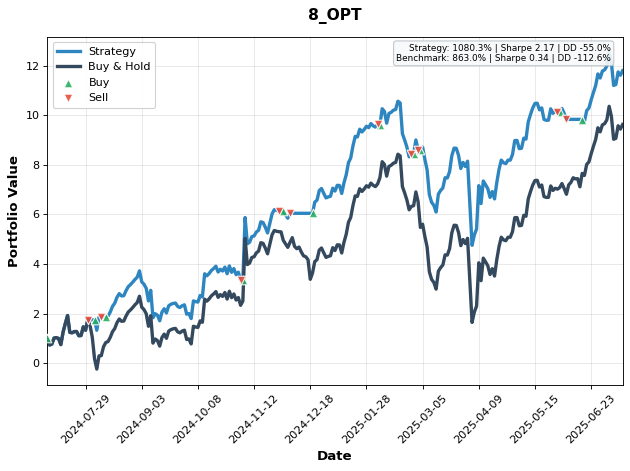 8_OPT
Strategy
Buy & Hold
Buy
Sell
Strategy: 1080.3% | Sharpe 2.17 | DD -55.0%
Benchmark: 863.0% | Sharpe 0.34 | DD -112.6%
Portfolio Value
12
10
8
6
4
2
0
2024-07-29
2024-09-03
2024-10-08
2024-11-12
2024-12-18
2025-01-28
2025-03-05
2025-04-09
2025-05-15
2025-06-23
Date